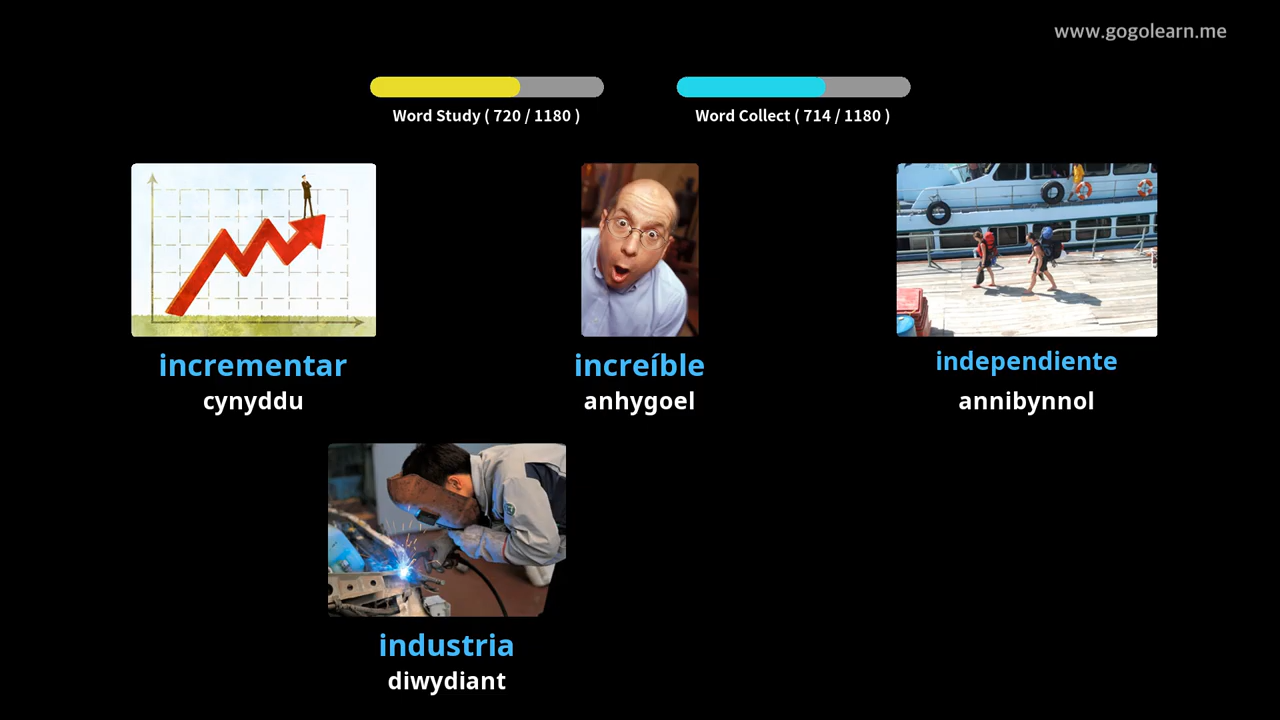 www.gogolearn.me
Word Study ( 720 / 1180 )
Word Collect ( 714 / 1180 )
incrementar
cynyddu
increíble
anhygoel
independiente
annibynnol
industria
diwydiant